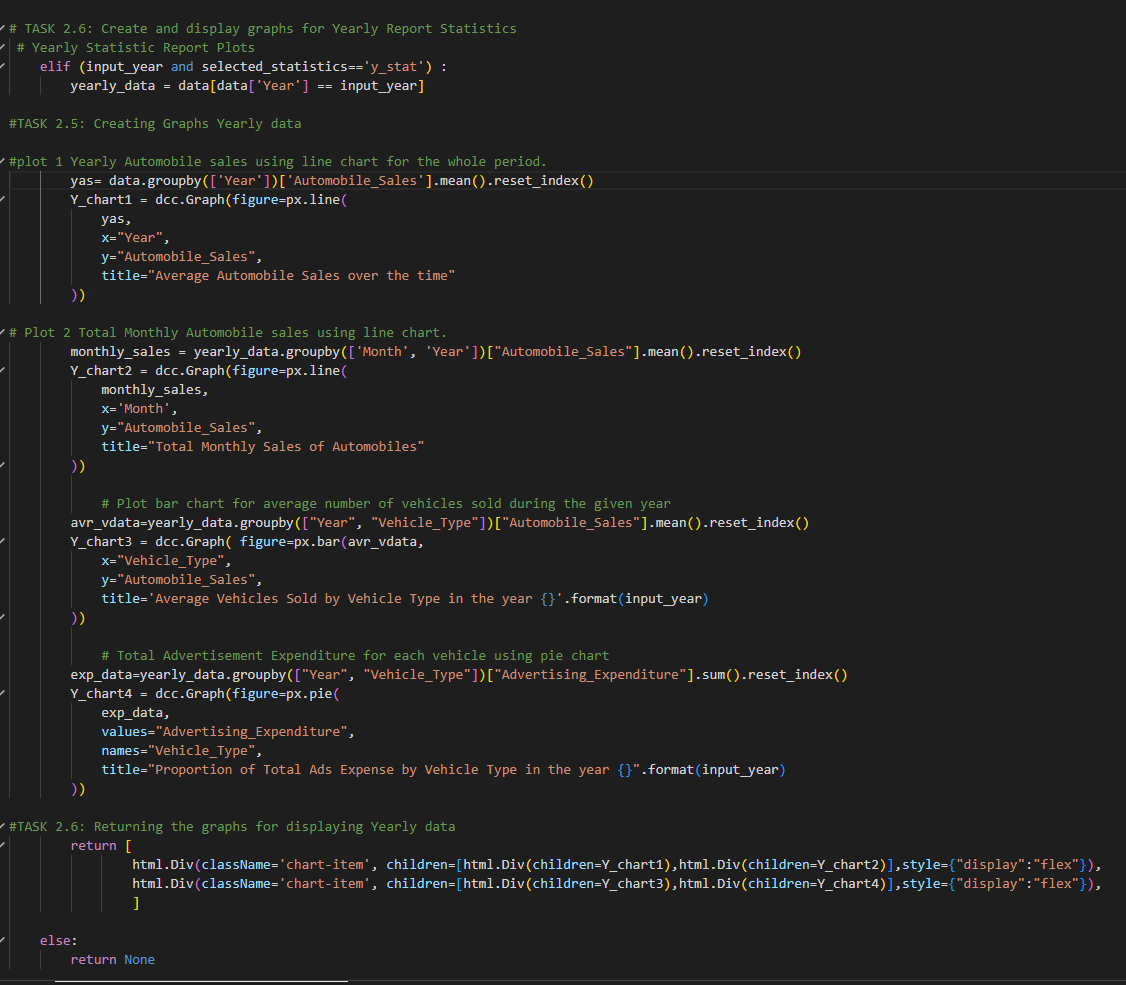 # TASK 2.6: Create and display graphs for Yearly Report Statistics
# Yearly Statistic Report Plots
elif (input_year and selected_statistics=='y_stat') :
yearly_data = data[data['Year'] == input_year]
#TASK 2.5: Creating Graphs Yearly data
#plot 1 Yearly Automobile sales using line chart for the whole period.
yas= data.groupby(['Year'])['Automobile_Sales'].mean().reset_index()
Y_chart1 = dcc.Graph(figure=px.line(
yas,
x="Year",
y="Automobile_Sales",
title="Average Automobile Sales over the time"
))
# Plot 2 Total Monthly Automobile sales using line chart.
monthly_sales = yearly_data.groupby(['Month', 'Year'])["Automobile_Sales"].mean().reset_index()
Y_chart2 = dcc.Graph(figure=px.line(
monthly_sales,
x='Month',
y="Automobile_Sales",
title="Total Monthly Sales of Automobiles"
))
# Plot bar chart for average number of vehicles sold during the given year
avr_vdata=yearly_data.groupby(["Year", "Vehicle_Type"])["Automobile_Sales"].mean().reset_index()
Y_chart3 = dcc.Graph( figure=px.bar(avr_vdata,
x="Vehicle_Type",
y="Automobile_Sales",
title='Average Vehicles Sold by Vehicle Type in the year {}'.format(input_year)
))
# Total Advertisement Expenditure for each vehicle using pie chart
exp_data=yearly_data.groupby(["Year", "Vehicle_Type"])["Advertising_Expenditure"].sum().reset_index()
Y_chart4 = dcc.Graph(figure=px.pie(
exp_data,
values="Advertising_Expenditure",
names="Vehicle_Type",
title="Proportion of Total Ads Expense by Vehicle Type in the year {}".format(input_year)
))
#TASK 2.6: Returning the graphs for displaying Yearly data
return [
html.Div(className='chart-item', children=[html.Div(children=Y_chart1),html.Div(children=Y_chart2)],style={"display":"flex"}),
html.Div(className='chart-item', children=[html.Div(children=Y_chart3),html.Div(children=Y_chart4)],style={"display":"flex"}),
]
else:
return None